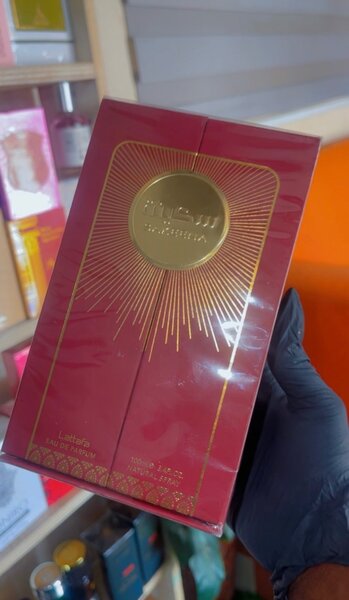 سكينة
SAKEENA
Lattafa
EAU DE PARFUM
100ml e 3.4FL OZ
NATURAL SPRAY